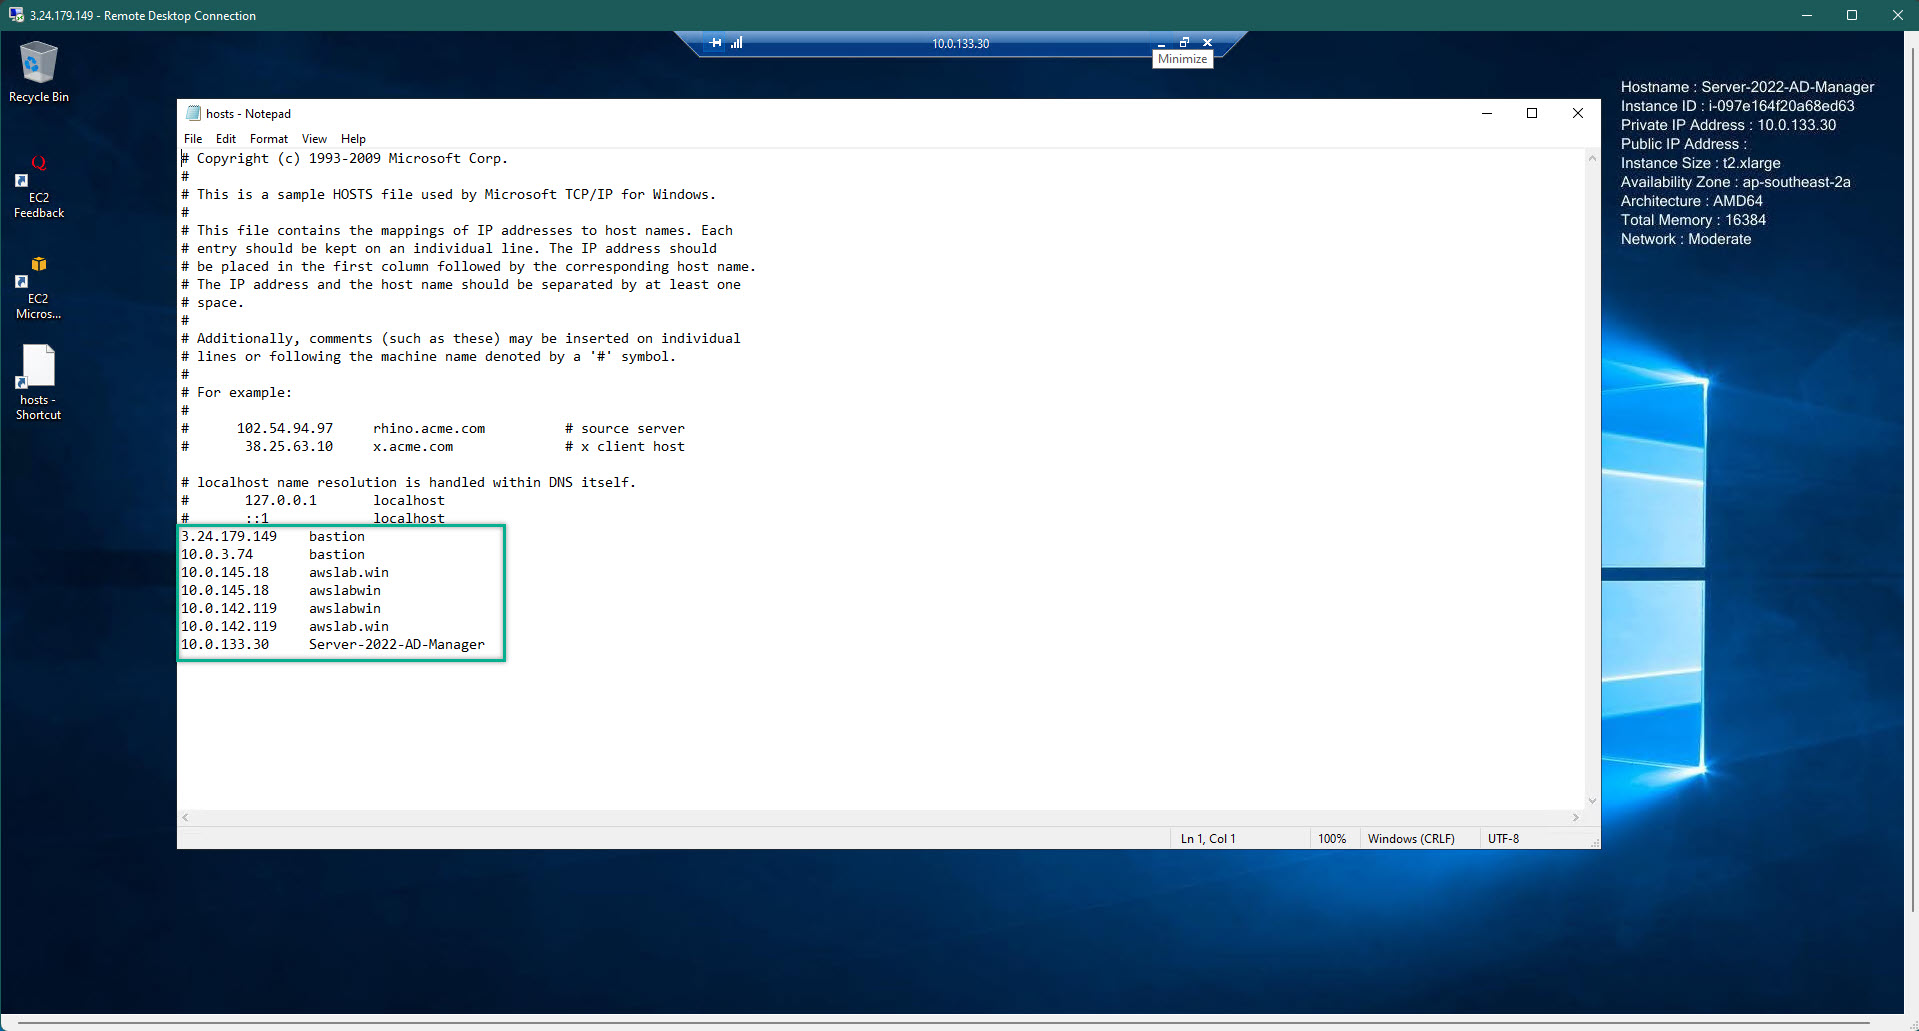 3.24.179.149 - Remote Desktop Connection
10.0.133.30
Minimize
Recycle Bin
EC2
Feedback
EC2
Micros...
hosts -
Shortcut
Hostname : Server-2022-AD-Manager
Instance ID : i-097e164f20a68ed63
Private IP Address : 10.0.133.30
Public IP Address :
Instance Size : t2.xlarge
Availability Zone : ap-southeast-2a
Architecture : AMD64
Total Memory : 16384
Network : Moderate
hosts - Notepad
File Edit Format View Help
# Copyright (c) 1993-2009 Microsoft Corp.
#
# This is a sample HOSTS file used by Microsoft TCP/IP for Windows.
#
# This file contains the mappings of IP addresses to host names. Each
# entry should be kept on an individual line. The IP address should
# be placed in the first column followed by the corresponding host name.
# The IP address and the host name should be separated by at least one
# space.
#
# Additionally, comments (such as these) may be inserted on individual
# lines or following the machine name denoted by a '#' symbol.
#
# For example:
#
#      102.54.94.97     rhino.acme.com          # source server
#       38.25.63.10     x.acme.com              # x client host
# localhost name resolution is handled within DNS itself.
#       127.0.0.1       localhost
#       ::1             localhost
3.24.179.149    bastion
10.0.3.74       bastion
10.0.145.18     awslab.win
10.0.145.18     awslabwin
10.0.142.119    awslabwin
10.0.142.119    awslab.win
10.0.133.30     Server-2022-AD-Manager
Ln 1, Col 1 100% Windows (CRLF) UTF-8